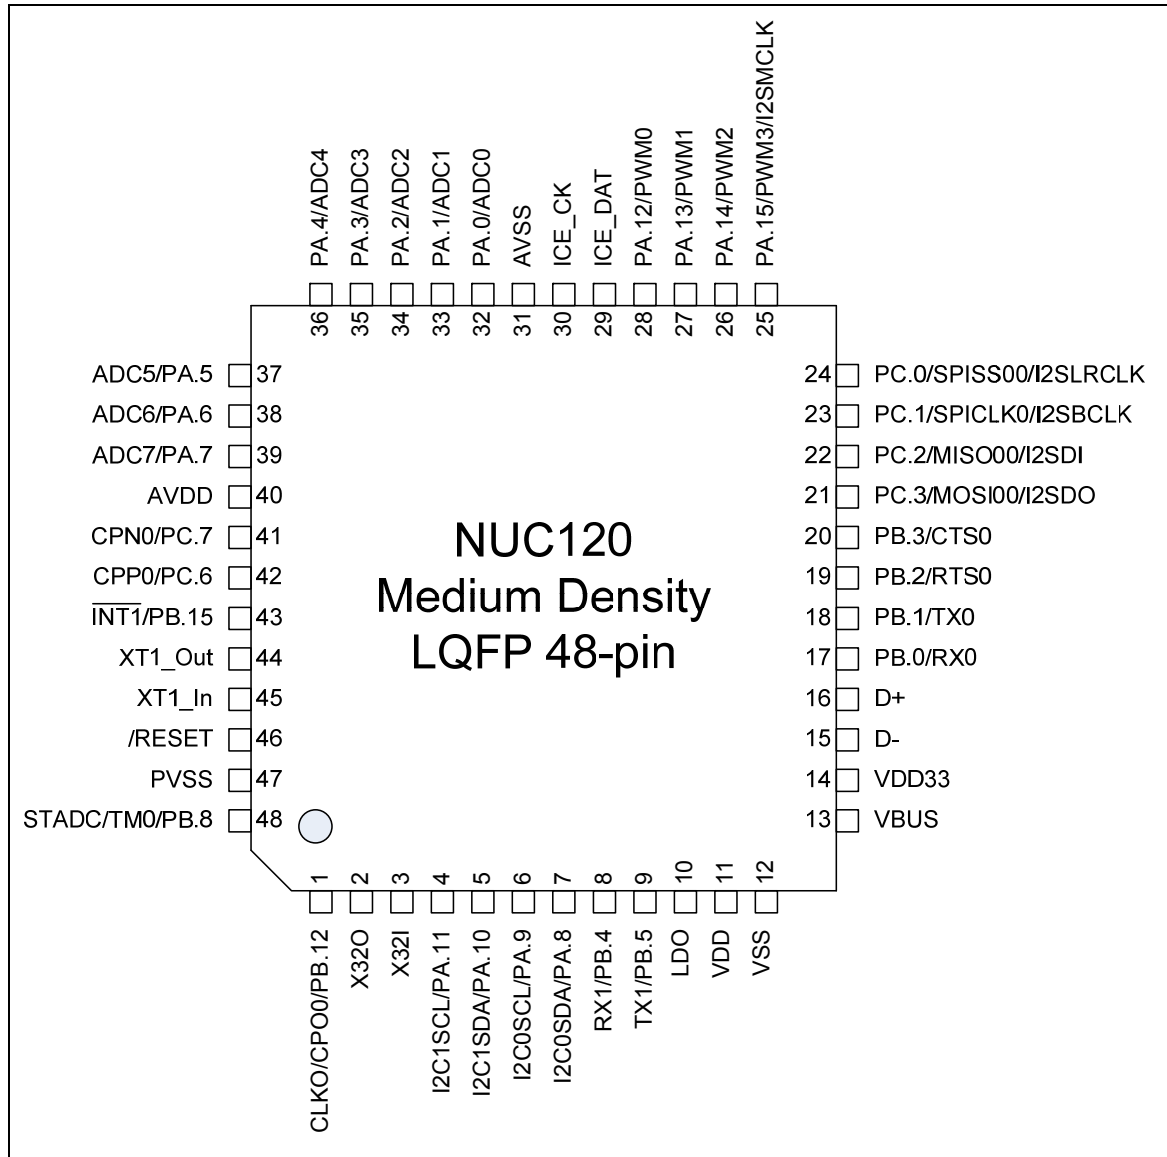 PA.4/ADC4
PA.3/ADC3
PA.2/ADC2
PA.1/ADC1
PA.0/ADC0
AVSS
ICE_CK
ICE_DAT
PA.12/PWM0
PA.13/PWM1
PA.14/PWM2
PA.15/PWM3/I2SMCLK
36
35
34
33
32
31
30
29
28
27
26
25
ADC5/PA.5 37
ADC6/PA.6 38
ADC7/PA.7 39
AVDD 40
CPN0/PC.7 41
CPP0/PC.6 42
INT1/PB.15 43
XT1_Out 44
XT1_In 45
/RESET 46
PVSS 47
STADC/TM0/PB.8 48
NUC120
Medium Density
LQFP 48-pin
24 PC.0/SPISS00/I2SLRCLK
23 PC.1/SPICLK0/I2SBCLK
22 PC.2/MISO00/I2SDI
21 PC.3/MOSI00/I2SDO
20 PB.3/CTS0
19 PB.2/RTS0
18 PB.1/TX0
17 PB.0/RX0
16 D+
15 D-
14 VDD33
13 VBUS
1
2
3
4
5
6
7
8
9
10
11
12
CLKO/CPO0/PB.12
X32O
X32I
I2C1SCL/PA.11
I2C1SDA/PA.10
I2C0SCL/PA.9
I2C0SDA/PA.8
RX1/PB.4
TX1/PB.5
LDO
VDD
VSS